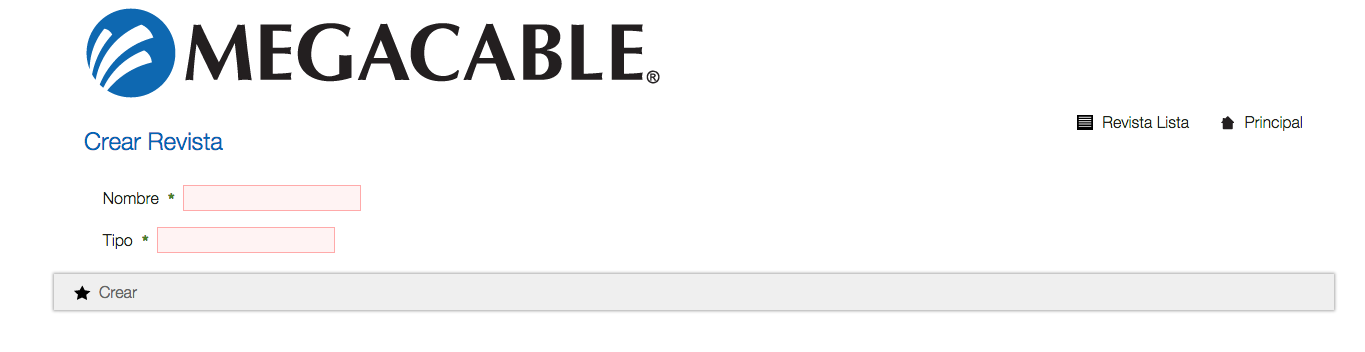 MEGACABLE®
Revista Lista Principal
Crear Revista
Nombre *
Tipo *
Crear